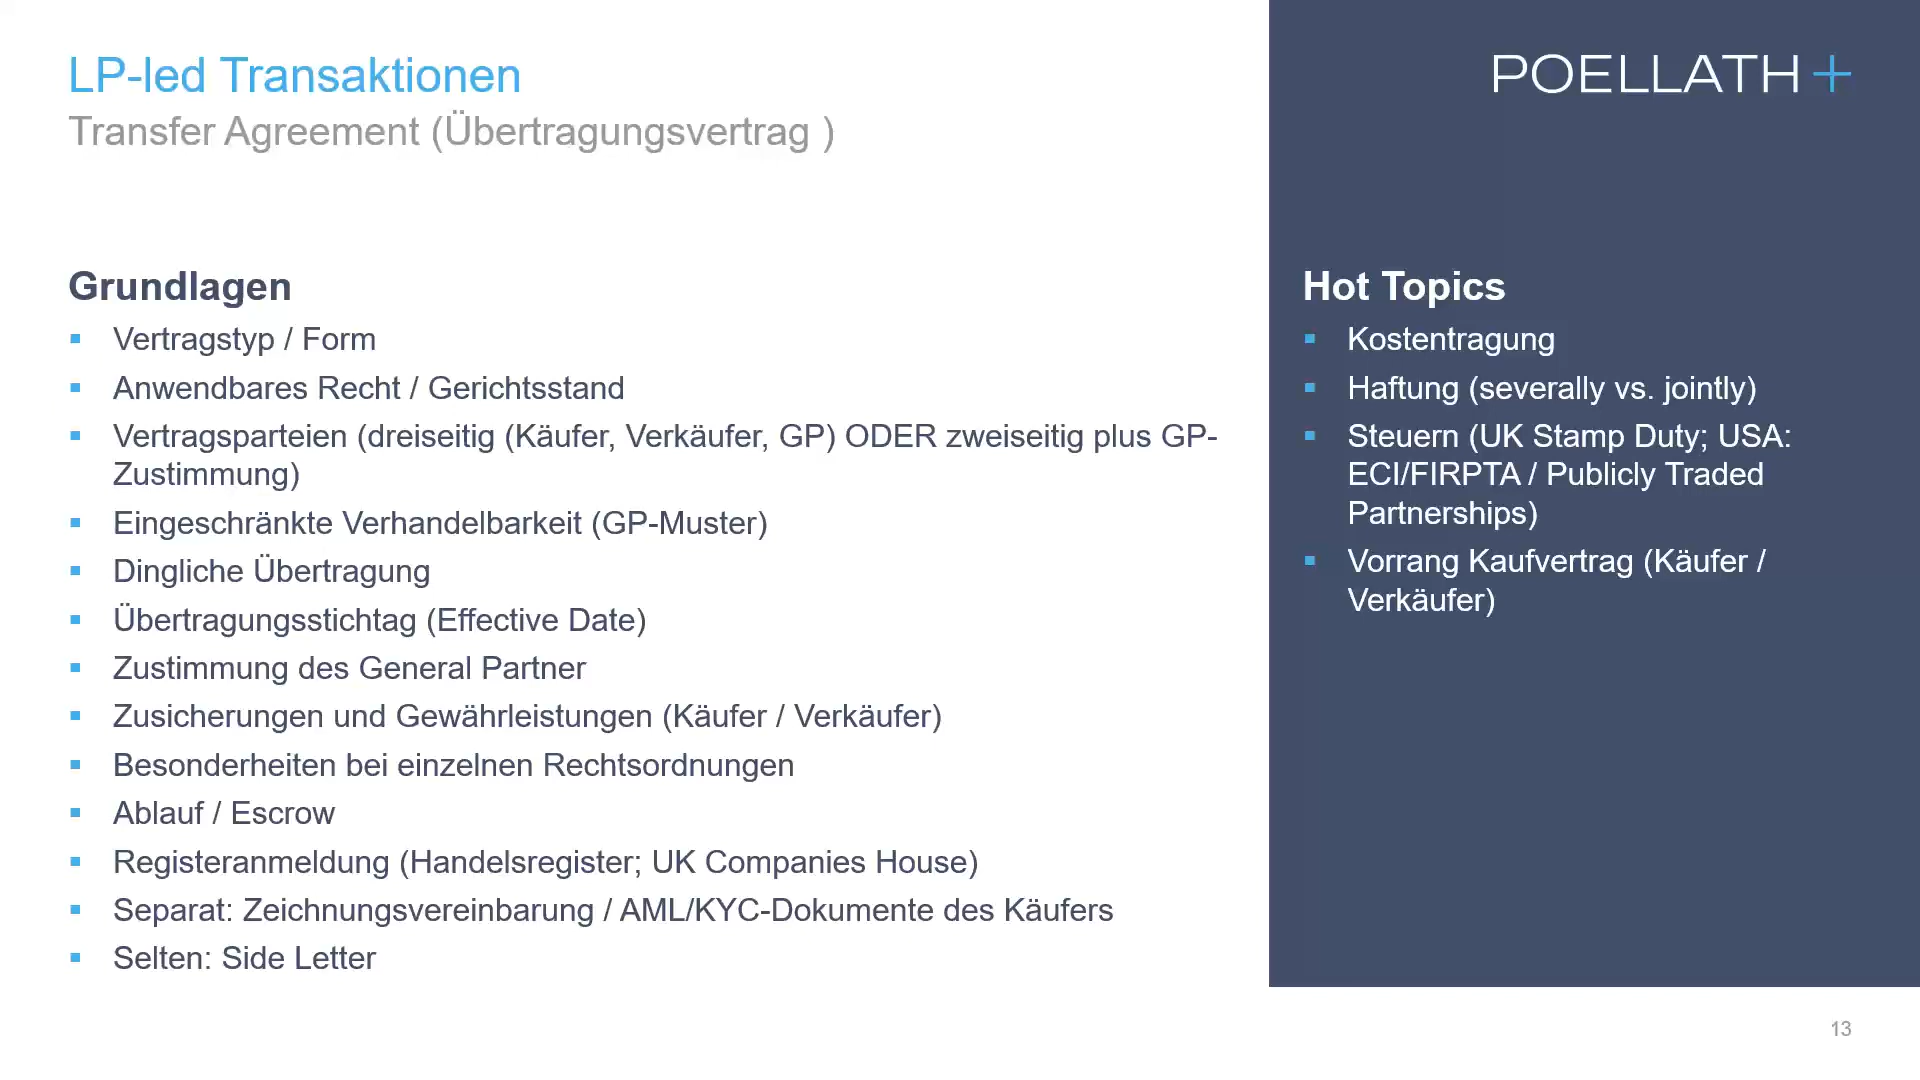 LP-led Transaktionen
Transfer Agreement (Übertragungsvertrag )
POELLATH+
Grundlagen
▪ Vertragstyp / Form
▪ Anwendbares Recht / Gerichtsstand
▪ Vertragsparteien (dreiseitig (Käufer, Verkäufer, GP) ODER zweiseitig plus GP-
Zustimmung)
▪ Eingeschränkte Verhandelbarkeit (GP-Muster)
▪ Dingliche Übertragung
▪ Übertragungsstichtag (Effective Date)
▪ Zustimmung des General Partner
▪ Zusicherungen und Gewährleistungen (Käufer / Verkäufer)
▪ Besonderheiten bei einzelnen Rechtsordnungen
▪ Ablauf / Escrow
▪ Registeranmeldung (Handelsregister; UK Companies House)
▪ Separat: Zeichnungsvereinbarung / AML/KYC-Dokumente des Käufers
▪ Selten: Side Letter
Hot Topics
▪ Kostentragung
▪ Haftung (severally vs. jointly)
▪ Steuern (UK Stamp Duty; USA:
ECI/FIRPTA / Publicly Traded
Partnerships)
▪ Vorrang Kaufvertrag (Käufer /
Verkäufer)
13